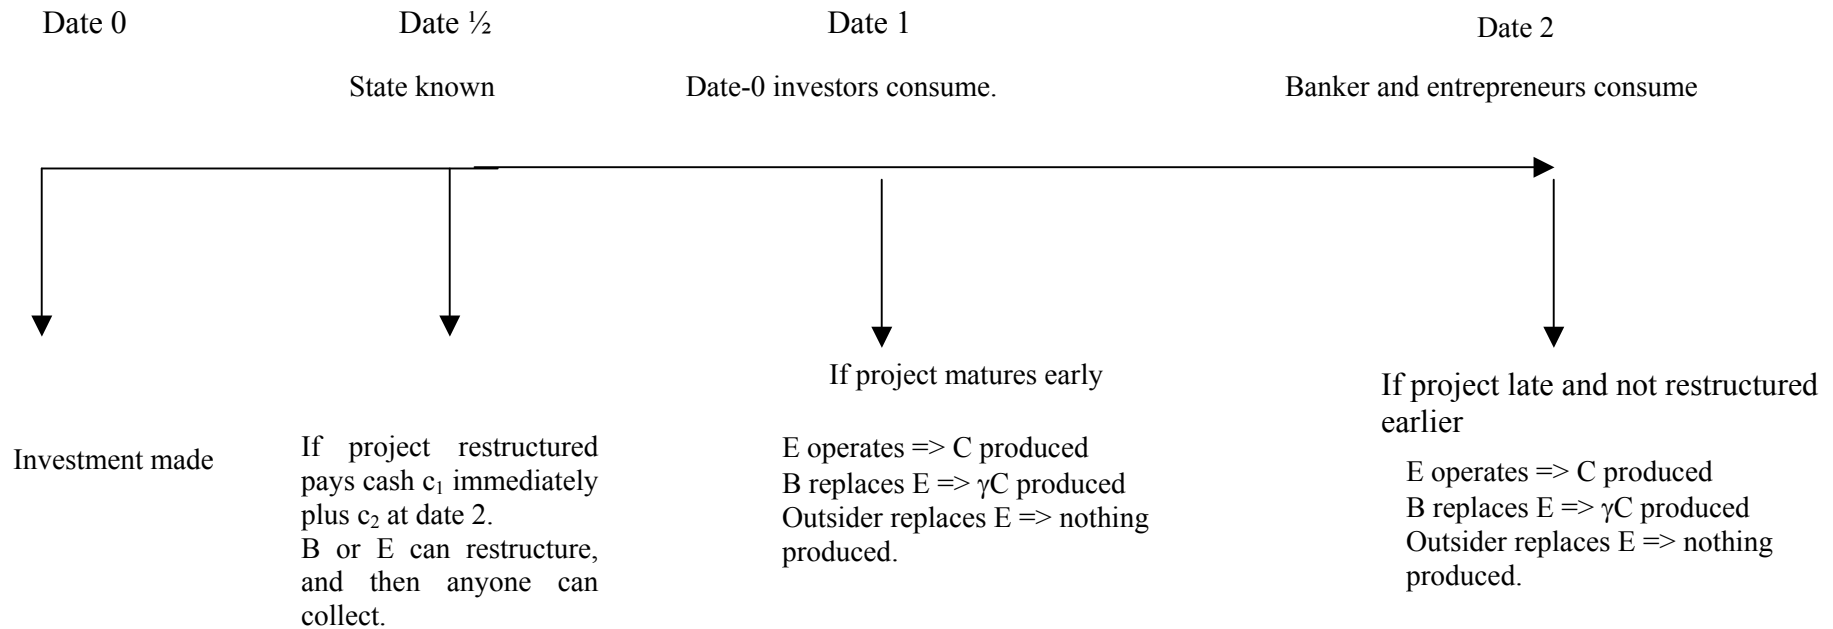 Date 0
Date ½
Date 1
Date 2
State known
Date-0 investors consume.
Banker and entrepreneurs consume
Investment made
If project restructured
pays cash c₁ immediately
plus c₂ at date 2.
B or E can restructure,
and then anyone can
collect.
If project matures early
E operates => C produced
B replaces E => γC produced
Outsider replaces E => nothing
produced.
If project late and not restructured
earlier
E operates => C produced
B replaces E => γC produced
Outsider replaces E => nothing
produced.